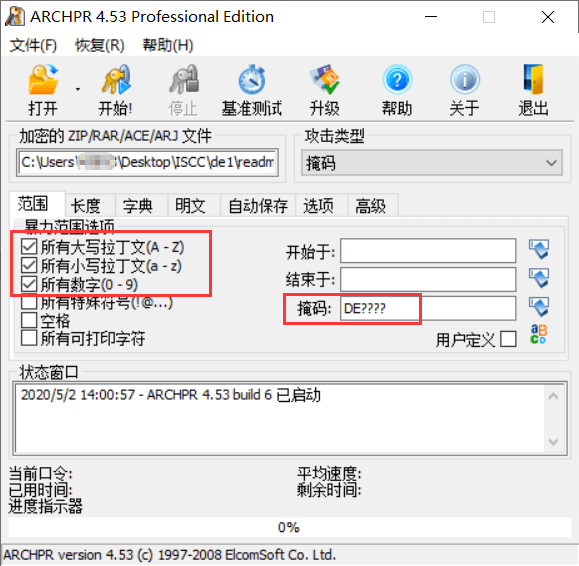 ARCHPR 4.53 Professional Edition
文件(F) 恢复(R) 帮助(H)
打开 开始! 停止 基准测试 升级 帮助 关于 退出
加密的 ZIP/RAR/ACE/ARJ 文件 攻击类型
C:\Users\ \Desktop\ISCC\de1\readm 掩码
范围 长度 字典 明文 自动保存 选项 高级
暴力范围选项
所有大写拉丁文(A - Z) 开始于:
所有小写拉丁文(a - z) 结束于:
所有数字(0 - 9) 掩码: DE????
所有特殊符号(!@...)
空格
所有可打印字符 用户定义
状态窗口
2020/5/2 14:00:57 - ARCHPR 4.53 build 6 已启动
当前口令: 平均速度:
已用时间: 剩余时间:
进度指示器
0%
ARCHPR version 4.53 (c) 1997-2008 ElcomSoft Co. Ltd.